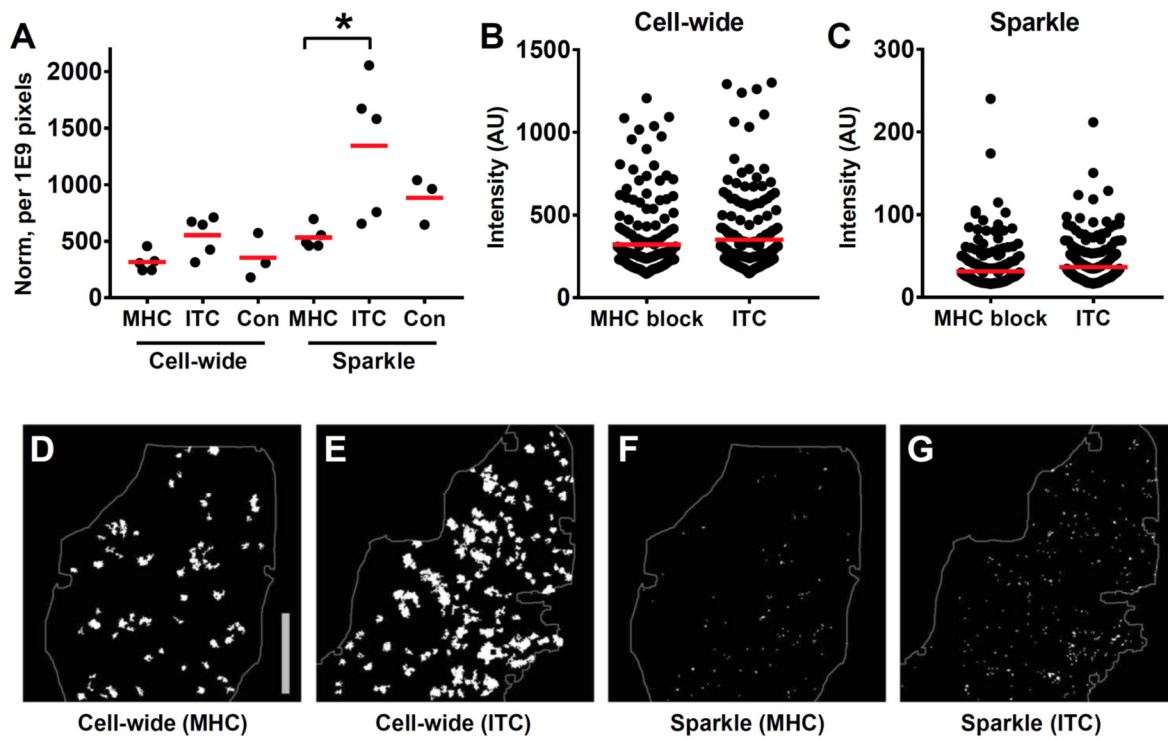 A
Norm, per 1E9 pixels
2000
1500
1000
500
0
*
MHC ITC Con MHC ITC Con
Cell-wide Sparkle
B
Cell-wide
Intensity (AU)
1500
1000
500
0
MHC block ITC
C
Sparkle
Intensity (AU)
300
200
100
0
MHC block ITC
D
Cell-wide (MHC)
E
Cell-wide (ITC)
F
Sparkle (MHC)
G
Sparkle (ITC)